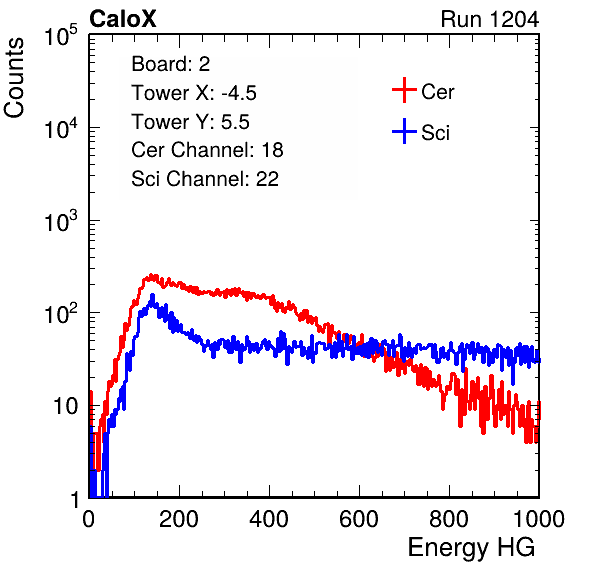 CaloX Run 1204
Counts
10^5
10^4
10^3
10^2
10
1
Board: 2
Tower X: -4.5
Tower Y: 5.5
Cer Channel: 18
Sci Channel: 22
Cer
Sci
0 200 400 600 800 1000
Energy HG